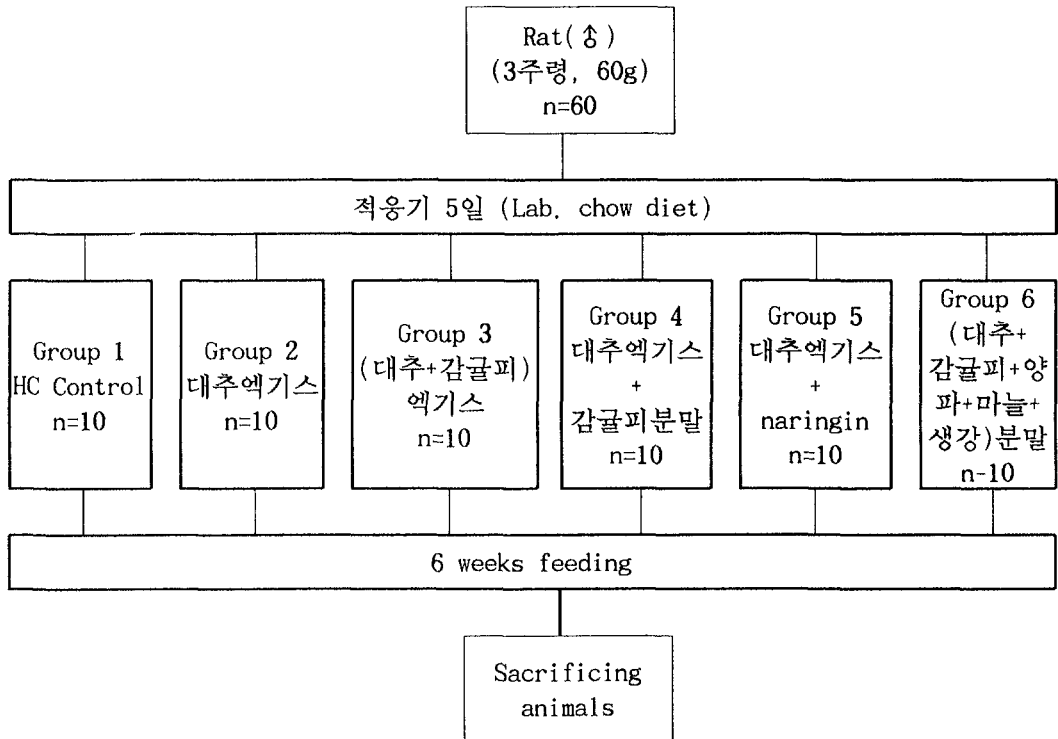 Rat(♂)
(3주령, 60g)
n=60
적응기 5일 (Lab. chow diet)
Group 1
HC Control
n=10
Group 2
대추엑기스
n=10
Group 3
(대추+감귤피)
엑기스
n=10
Group 4
대추엑기스
+
감귤피분말
n=10
Group 5
대추엑기스
+
naringin
n=10
Group 6
(대추+
감귤피+양
파+마늘+
생강)분말
n-10
6 weeks feeding
Sacrificing
animals